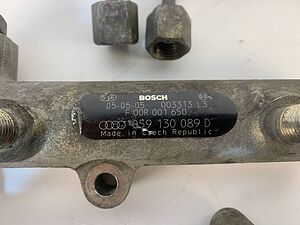 BOSCH
05-05-05 003313 L3
F 00R 001 650
059 130 089 D
Made in Czech Republic